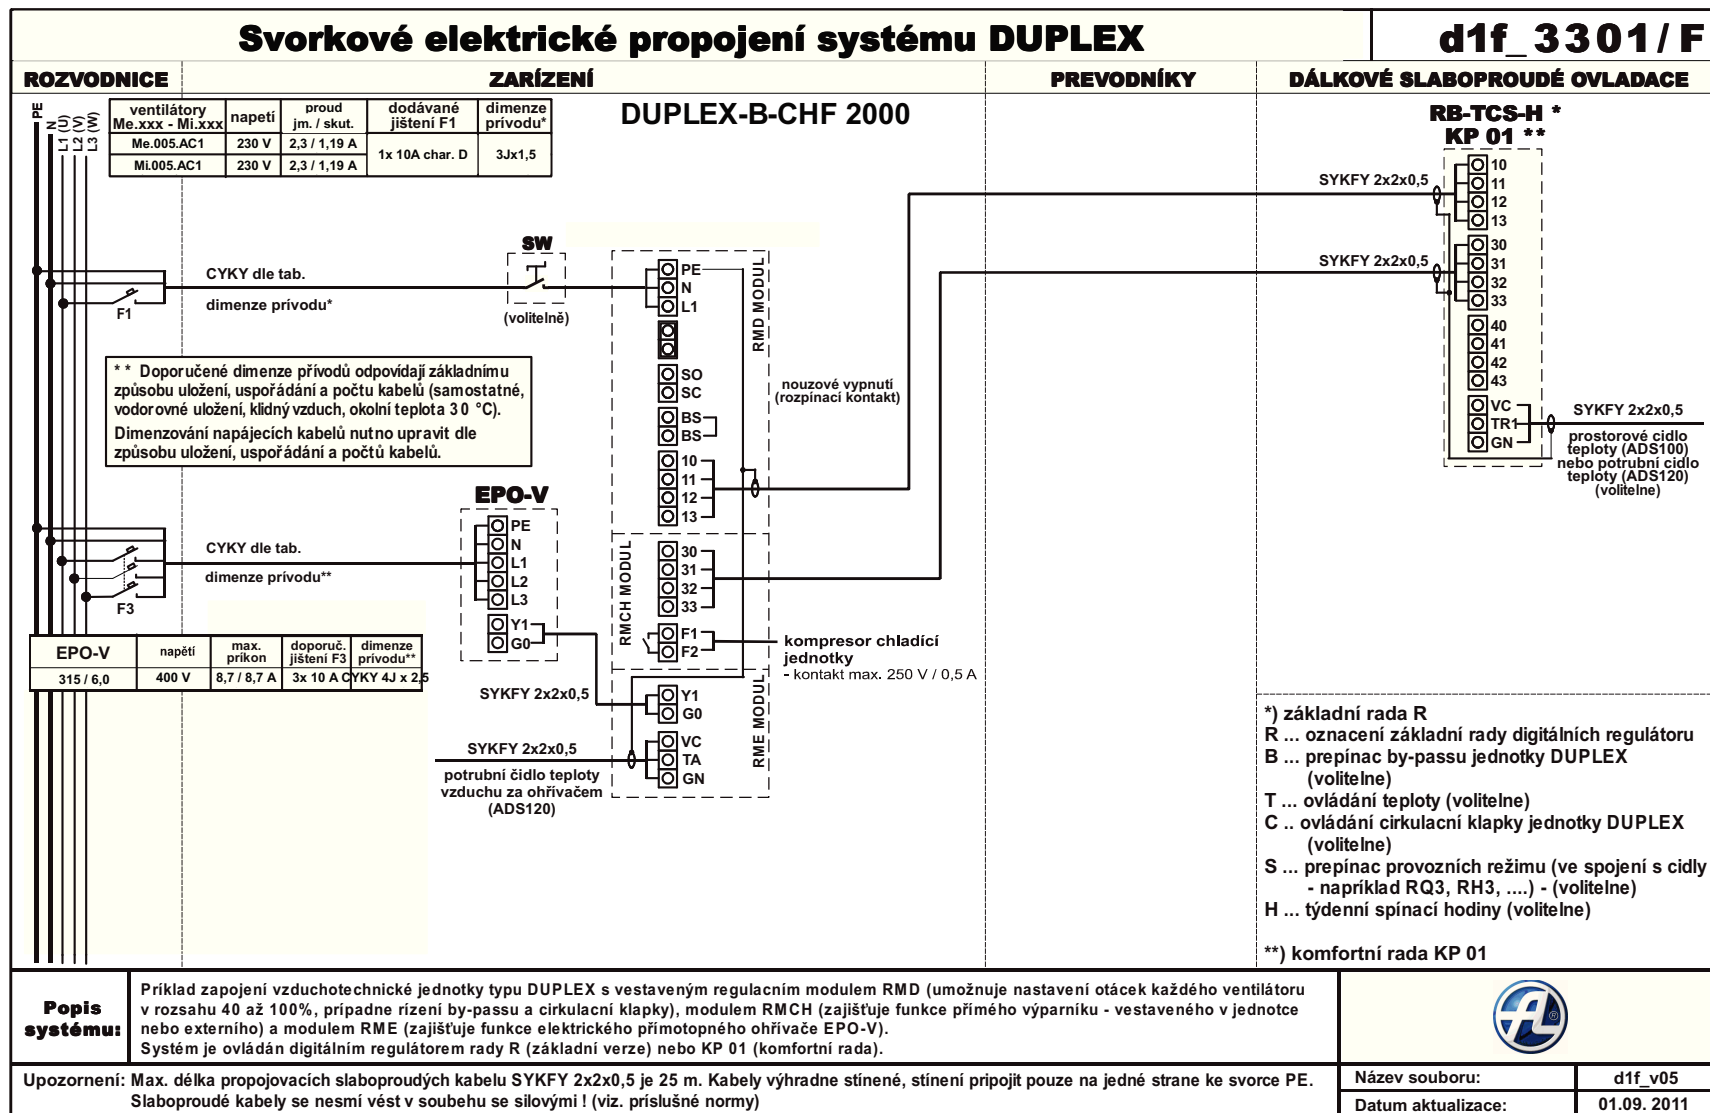 Svorkové elektrické propojení systému DUPLEX
d1f_3301/ F
ROZVODNICE
ZARÍZENÍ
PREVODNÍKY
DÁLKOVÉ SLABOPROUDÉ OVLADACE
PE
N
L1 (U)
L2 (V)
L3 (W)
ventilátory
Me.xxx - Mi.xxx
napetí
proud
jm. / skut.
dodávané
jištení F1
dimenze
prívodu*
Me.005.AC1
230 V
2,3 / 1,19 A
1x 10A char. D
3Jx1,5
Mi.005.AC1
230 V
2,3 / 1,19 A
DUPLEX-B-CHF 2000
RB-TCS-H *
KP 01 **
SYKFY 2x2x0,5
10
11
12
13
SYKFY 2x2x0,5
30
31
32
33
40
41
42
43
VC
TR1
GN
SYKFY 2x2x0,5
prostorové cidlo
teploty (ADS100)
nebo potrubní cidlo
teploty (ADS120)
(volitelne)
F1
CYKY dle tab.
dimenze prívodu*
SW
(volitelně)
PE
N
L1
RMD MODUL
SO
SC
BS
BS
nouzové vypnutí
(rozpínací kontakt)
10
11
12
13
* * Doporučené dimenze přívodů odpovídají základnímu
způsobu uložení, uspořádání a počtu kabelů (samostatné,
vodorovné uložení, klidný vzduch, okolní teplota 30 °C).
Dimenzování napájecích kabelů nutno upravit dle
způsobu uložení, uspořádání a počtů kabelů.
EPO-V
PE
N
L1
L2
L3
Y1
G0
F3
CYKY dle tab.
dimenze prívodu**
RMCH MODUL
30
31
32
33
F1
F2
kompresor chladící
jednotky
- kontakt max. 250 V / 0,5 A
EPO-V
napětí
max.
príkon
doporuč.
jištení F3
dimenze
prívodu**
315 / 6,0
400 V
8,7 / 8,7 A
3x 10 A
CYKY 4J x 2,5
SYKFY 2x2x0,5
Y1
G0
RME MODUL
SYKFY 2x2x0,5
VC
TA
GN
potrubní čidlo teploty
vzduchu za ohřívačem
(ADS120)
*) základní rada R
R ... oznacení základní rady digitálních regulátoru
B ... prepínac by-passu jednotky DUPLEX
(volitelne)
T ... ovládání teploty (volitelne)
C .. ovládání cirkulacní klapky jednotky DUPLEX
(volitelne)
S ... prepínac provozních režimu (ve spojení s cidly
- napríklad RQ3, RH3, ....) - (volitelne)
H ... týdenní spínací hodiny (volitelne)
**) komfortní rada KP 01
Popis
systému:
Príklad zapojení vzduchotechnické jednotky typu DUPLEX s vestaveným regulacním modulem RMD (umožnuje nastavení otácek každého ventilátoru
v rozsahu 40 až 100%, prípadne rízení by-passu a cirkulacní klapky), modulem RMCH (zajišťuje funkce přímého výparníku - vestaveného v jednotce
nebo externího) a modulem RME (zajišťuje funkce elektrického přímotopného ohřívače EPO-V).
Systém je ovládán digitálním regulátorem rady R (základní verze) nebo KP 01 (komfortní rada).
Upozornení: Max. délka propojovacích slaboproudých kabelu SYKFY 2x2x0,5 je 25 m. Kabely výhradne stínené, stínení pripojit pouze na jedné strane ke svorce PE.
Slaboproudé kabely se nesmí vést v soubehu se silovými ! (viz. príslušné normy)
®
Název souboru:
d1f_v05
Datum aktualizace:
01.09. 2011